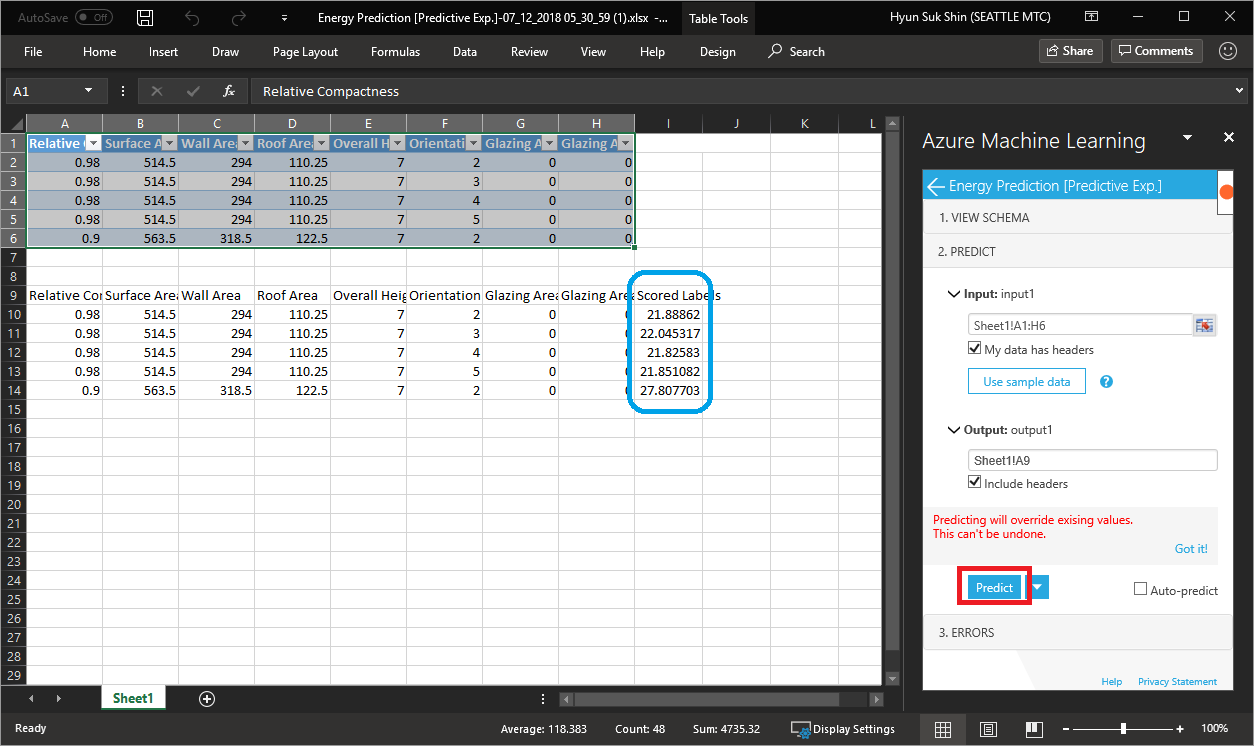 AutoSave Off Energy Prediction [Predictive Exp.]-07_12_2018 05_30_59 (1).xlsx -... Table Tools Hyun Suk Shin (SEATTLE MTC)
File Home Insert Draw Page Layout Formulas Data Review View Help Design Search Share Comments
A1 fx Relative Compactness
A B C D E F G H I J K L
1 Relative Surface A Wall Area Roof Area Overall H Orientati Glazing A Glazing A
2 0.98 514.5 294 110.25 7 2 0 0
3 0.98 514.5 294 110.25 7 3 0 0
4 0.98 514.5 294 110.25 7 4 0 0
5 0.98 514.5 294 110.25 7 5 0 0
6 0.9 563.5 318.5 122.5 7 2 0 0
7
8
9 Relative Cor Surface Area Wall Area Roof Area Overall Heig Orientation Glazing Area Glazing Area Scored Labels
10 0.98 514.5 294 110.25 7 2 0 21.88862
11 0.98 514.5 294 110.25 7 3 0 22.045317
12 0.98 514.5 294 110.25 7 4 0 21.82583
13 0.98 514.5 294 110.25 7 5 0 21.851082
14 0.9 563.5 318.5 122.5 7 2 0 27.807703
15
16
17
18
19
20
21
22
23
24
25
26
27
28
29
Sheet1
Ready Average: 118.383 Count: 48 Sum: 4735.32 Display Settings 100%
Azure Machine Learning
Energy Prediction [Predictive Exp.]
1. VIEW SCHEMA
2. PREDICT
Input: input1
Sheet1!A1:H6
My data has headers
Use sample data ?
Output: output1
Sheet1!A9
Include headers
Predicting will override exising values.
This can't be undone.
Got it!
Predict Auto-predict
3. ERRORS
Help Privacy Statement